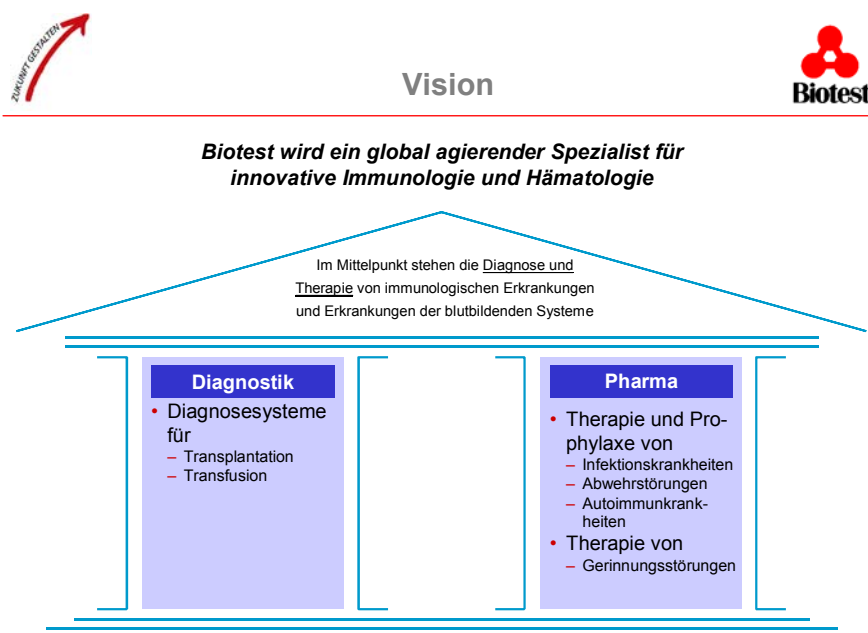 ZUKUNFT GESTALTEN
Vision
Biotest
Biotest wird ein global agierender Spezialist für
innovative Immunologie und Hämatologie
Im Mittelpunkt stehen die Diagnose und
Therapie von immunologischen Erkrankungen
und Erkrankungen der blutbildenden Systeme
Diagnostik
• Diagnosesysteme
für
– Transplantation
– Transfusion
Pharma
• Therapie und Pro-
phylaxe von
– Infektionskrankheiten
– Abwehrstörungen
– Autoimmunkrank-
heiten
• Therapie von
– Gerinnungsstörungen